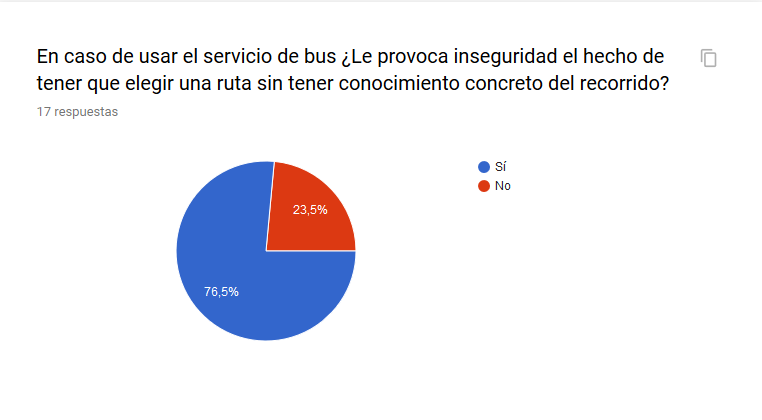 En caso de usar el servicio de bus ¿Le provoca inseguridad el hecho de
tener que elegir una ruta sin tener conocimiento concreto del recorrido?
17 respuestas
Sí
No
23,5%
76,5%